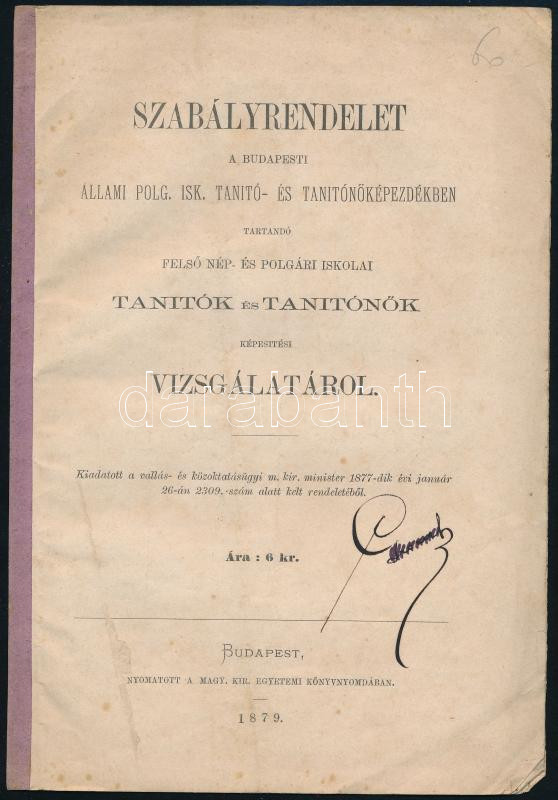 60
SZABÁLYRENDELET
A BUDAPESTI
ÁLLAMI POLG. ISK. TANITÓ- ÉS TANITÓNŐKÉPEZDÉKBEN
TARTANDÓ
FELSŐ NÉP- ÉS POLGÁRI ISKOLAI
TANITÓK ÉS TANITÓNŐK
KÉPESITÉSI
VIZSGÁLATÁROL.
darabanth
Kiadatott a vallás- és közoktatásügyi m. kir. minister 1877-dik évi január
26-án 2309.-szám alatt kelt rendeletéből.
Ára : 6 kr.
BUDAPEST,
NYOMATOTT A MAGY. KIR. EGYETEMI KÖNYVNYOMDÁBAN.
1879.